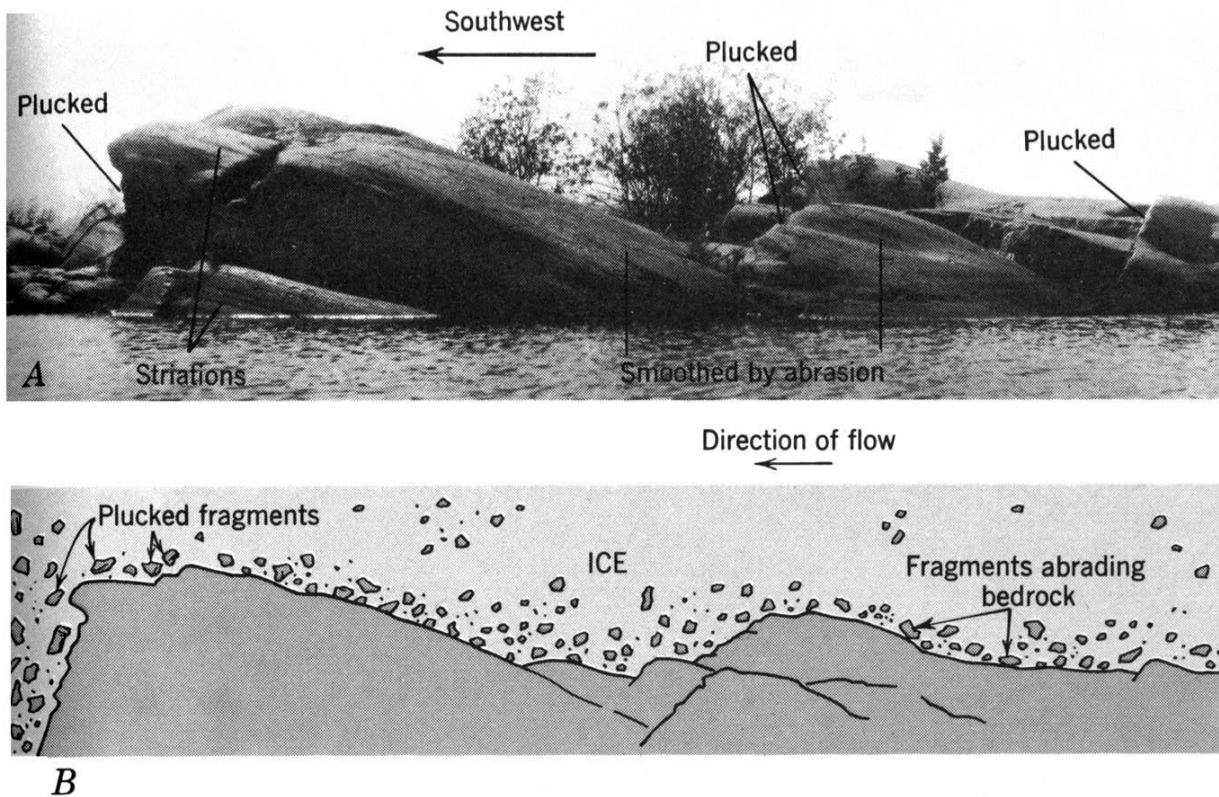 Southwest
Plucked
Plucked
Plucked
A
Striations
Smoothed by abrasion
Direction of flow
Plucked fragments
ICE
Fragments abrading
bedrock
B